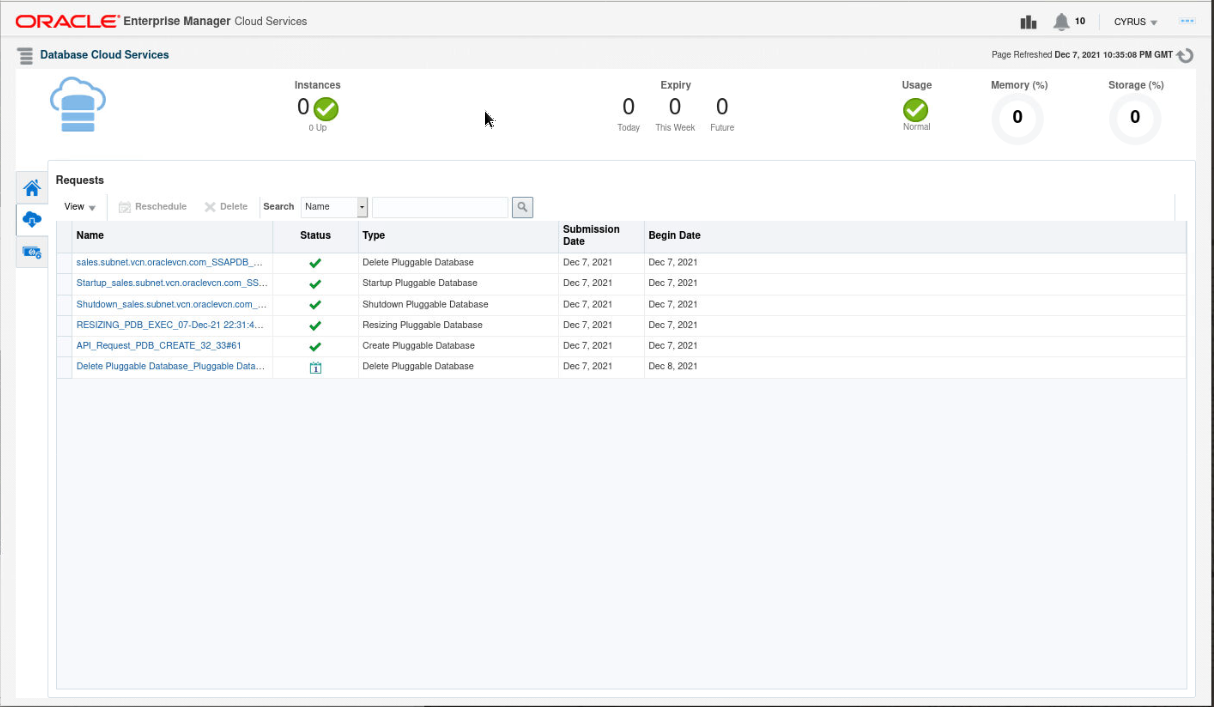 ORACLE Enterprise Manager Cloud Services 10 CYRUS
Database Cloud Services Page Refreshed Dec 7, 2021 10:35:08 PM GMT
Instances Expiry Usage Memory (%) Storage (%)
0 0 0 0 0 0
0 Up Today This Week Future Normal
Requests
View Reschedule Delete Search Name
Name Status Type Submission Date Begin Date
sales.subnet.vcn.oraclevcn.com_SSAPDB_... Delete Pluggable Database Dec 7, 2021 Dec 7, 2021
Startup_sales.subnet.vcn.oraclevcn.com_SS... Startup Pluggable Database Dec 7, 2021 Dec 7, 2021
Shutdown_sales.subnet.vcn.oraclevcn.com_... Shutdown Pluggable Database Dec 7, 2021 Dec 7, 2021
RESIZING_PDB_EXEC_07-Dec-21 22:31:4... Resizing Pluggable Database Dec 7, 2021 Dec 7, 2021
API_Request_PDB_CREATE_32_33#61 Create Pluggable Database Dec 7, 2021 Dec 7, 2021
Delete Pluggable Database_Pluggable Data... 1 Delete Pluggable Database Dec 7, 2021 Dec 8, 2021